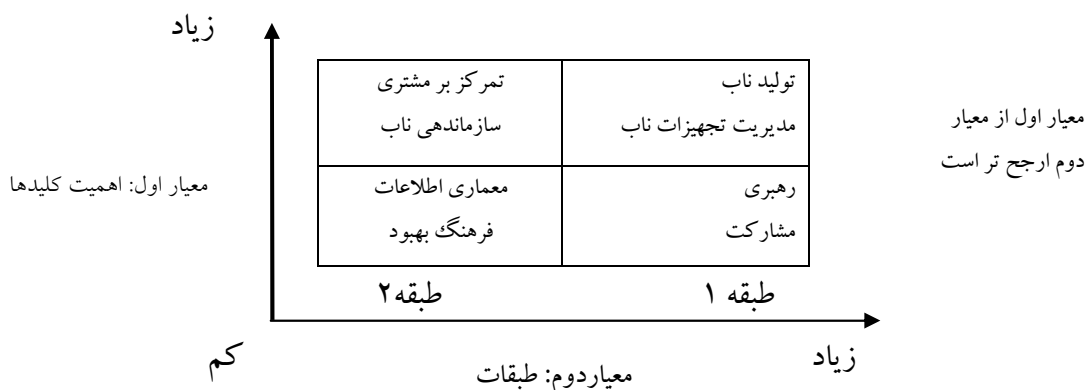 زیاد
تولید ناب
مدیریت تجهیزات ناب
تمرکز بر مشتری
سازماندهی ناب
معیار اول از معیار
دوم ارجح تر است
رهبری
مشارکت
معماری اطلاعات
فرهنگ بهبود
معیار اول: اهمیت کلیدها
طبقه ۱
طبقه۲
زیاد
کم
معیاردوم: طبقات